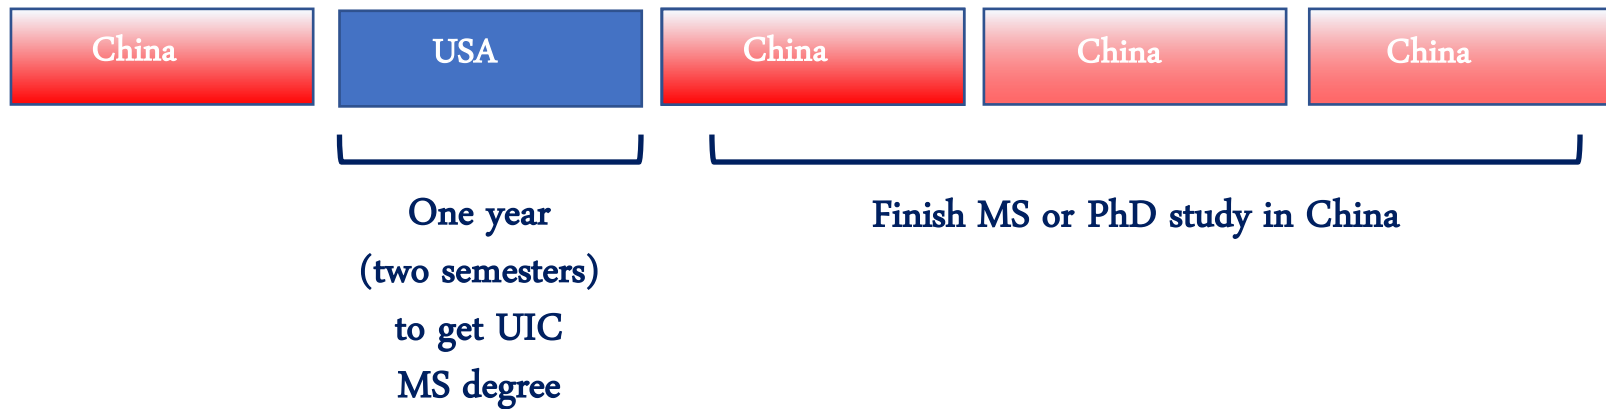 China
USA
China
China
China
One year
(two semesters)
to get UIC
MS degree
Finish MS or PhD study in China